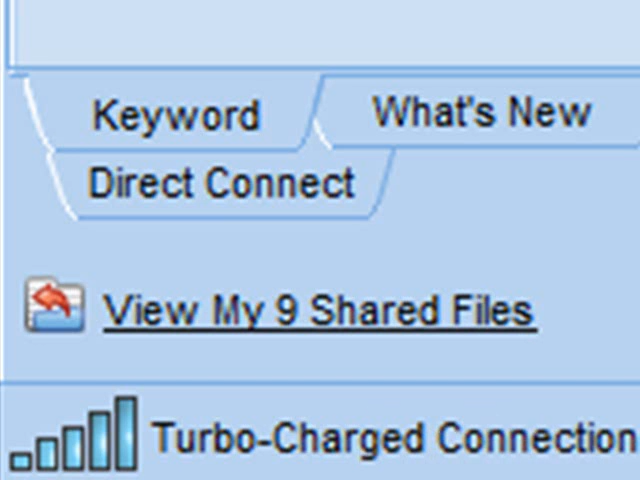 Keyword What's New
Direct Connect
View My 9 Shared Files
Turbo-Charged Connection